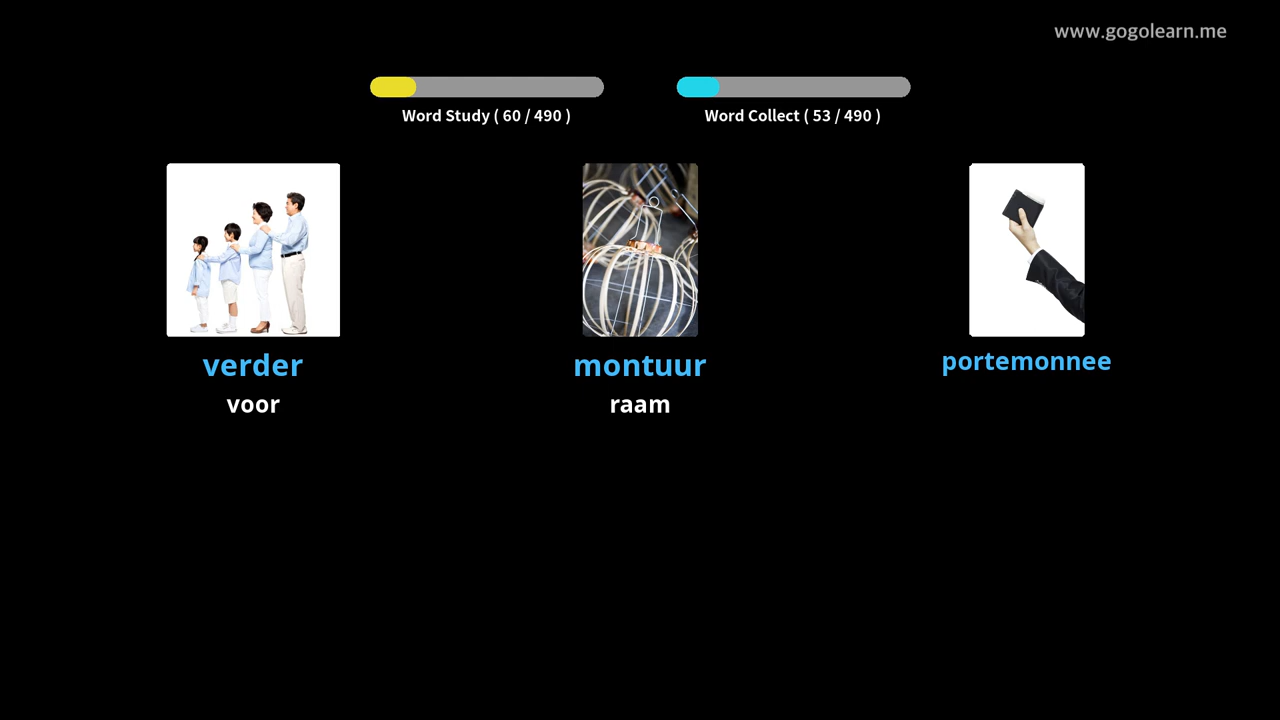 www.gogolearn.me
Word Study ( 60 / 490 )
Word Collect ( 53 / 490 )
verder
voor
montuur
raam
portemonnee